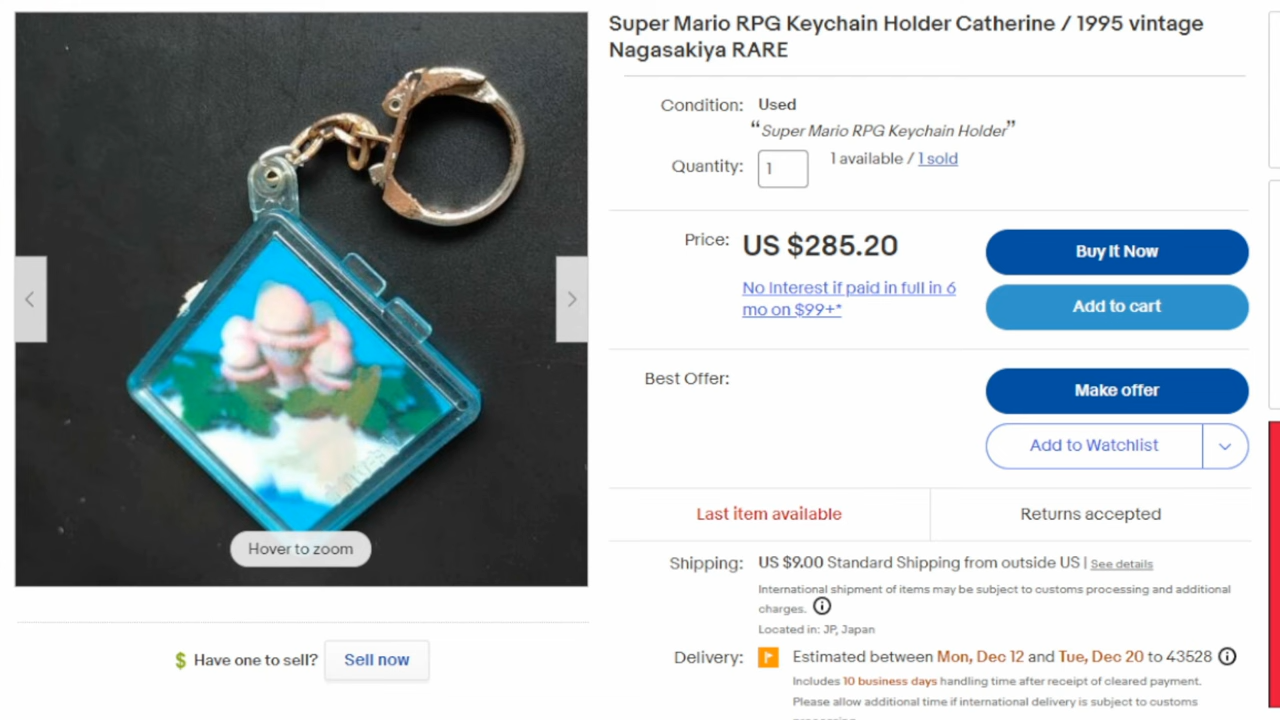 Super Mario RPG Keychain Holder Catherine / 1995 vintage
Nagasakiya RARE
Condition: Used
“Super Mario RPG Keychain Holder”
Quantity: 1 1 available / 1 sold
Price: US $285.20
Buy It Now
No Interest if paid in full in 6
mo on $99+*
Add to cart
Best Offer:
Make offer
Add to Watchlist
Last item available
Returns accepted
Hover to zoom
Shipping: US $9.00 Standard Shipping from outside US | See details
International shipment of items may be subject to customs processing and additional
charges.
Located in: JP, Japan
$ Have one to sell? Sell now
Delivery: Estimated between Mon, Dec 12 and Tue, Dec 20 to 43528
Includes 10 business days handling time after receipt of cleared payment.
Please allow additional time if international delivery is subject to customs